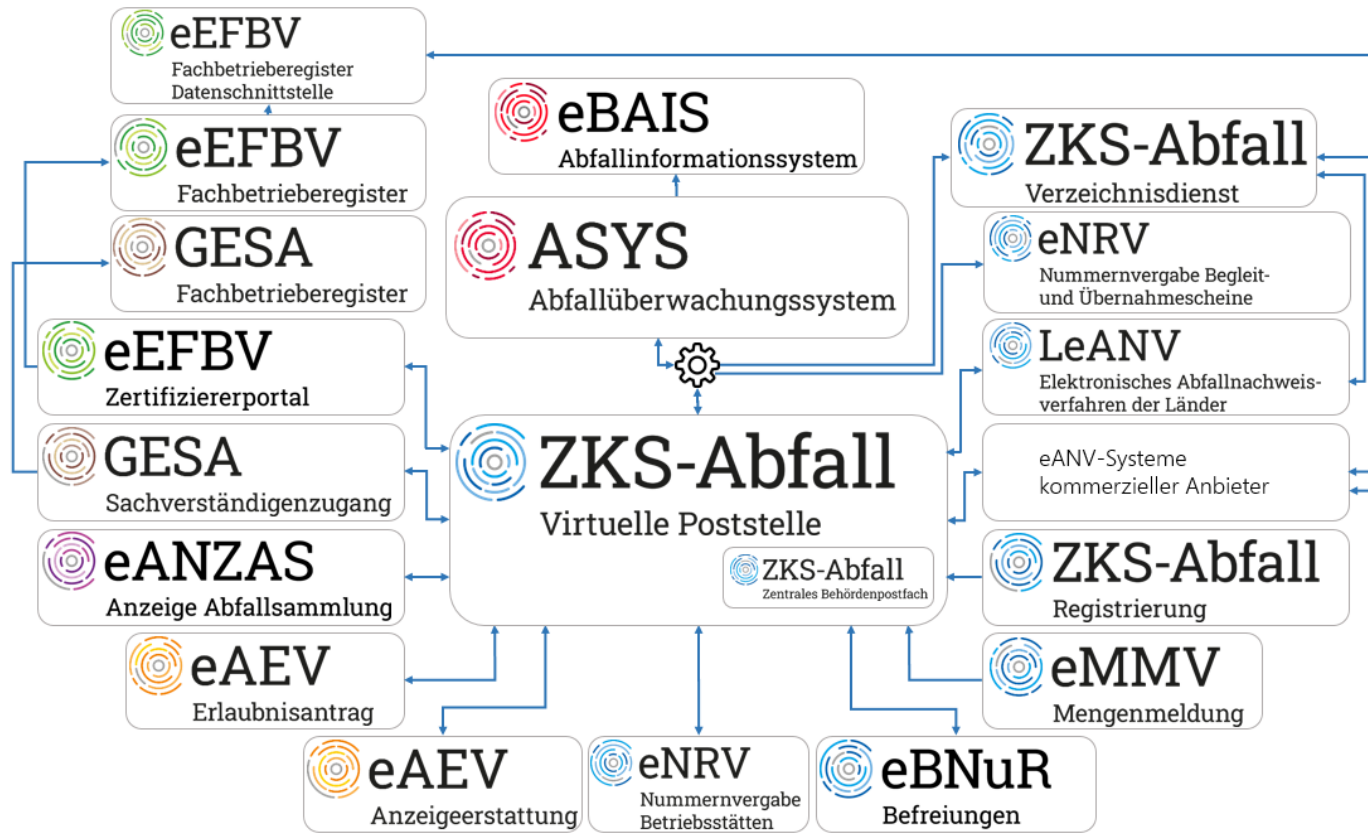 eEFBV
Fachbetrieberegister
Datenschnittstelle
eEFBV
Fachbetrieberegister
GESA
Fachbetrieberegister
eEFBV
Zertifiziererportal
GESA
Sachverständigenzugang
eANZAS
Anzeige Abfallsammlung
eAEV
Erlaubnisantrag
eBAIS
Abfallinformationssystem
ASYS
Abfallüberwachungssystem
ZKS-Abfall
Virtuelle Poststelle
ZKS-Abfall
Zentrales Behördenpostfach
ZKS-Abfall
Verzeichnisdienst
eNRV
Nummernvergabe Begleit-
und Übernahmescheine
LeANV
Elektronisches Abfallnachweis-
verfahren der Länder
eANV-Systeme
kommerzieller Anbieter
ZKS-Abfall
Registrierung
eMMV
Mengenmeldung
eAEV
Anzeigeerstattung
eNRV
Nummernvergabe
Betriebsstätten
eBNuR
Befreiungen